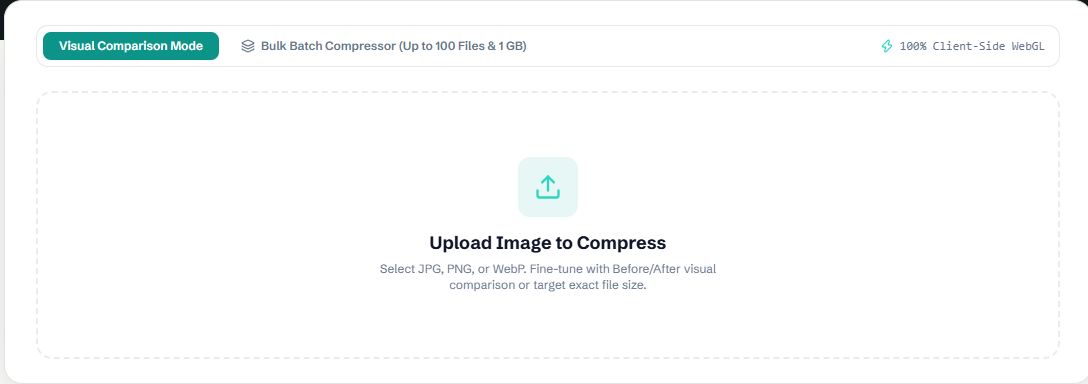 Visual Comparison Mode
Bulk Batch Compressor (Up to 100 Files & 1 GB)
100% Client-Side WebGL
Upload Image to Compress
Select JPG, PNG, or WebP. Fine-tune with Before/After visual
comparison or target exact file size.